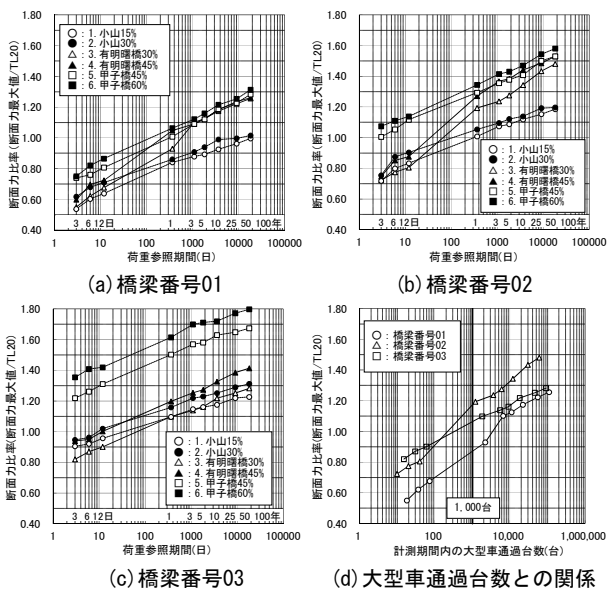 断面力比率(断面力最大値/TL20)
1.80
1.60
1.40
1.20
1.00
0.80
0.60
0.40
○ : 1. 小山15%
● : 2. 小山30%
△ : 3. 有明曙橋30%
▲ : 4. 有明曙橋45%
□ : 5. 甲子橋45%
■ : 6. 甲子橋60%
3 6 12日 1 3 5 10 25 50 100年
1 10 100 1000 10000 100000
荷重参照期間(日)
(a)橋梁番号01
断面力比率(断面力最大値/TL20)
1.80
1.60
1.40
1.20
1.00
0.80
0.60
0.40
○ : 1. 小山15%
● : 2. 小山30%
△ : 3. 有明曙橋30%
▲ : 4. 有明曙橋45%
□ : 5. 甲子橋45%
■ : 6. 甲子橋60%
3 6 12日 1 3 5 10 25 50 100年
1 10 100 1000 10000 100000
荷重参照期間(日)
(b)橋梁番号02
断面力比率(断面力最大値/TL20)
1.80
1.60
1.40
1.20
1.00
0.80
0.60
0.40
○ : 1. 小山15%
● : 2. 小山30%
△ : 3. 有明曙橋30%
▲ : 4. 有明曙橋45%
□ : 5. 甲子橋45%
■ : 6. 甲子橋60%
3 6 12日 1 3 5 10 25 50 100年
1 10 100 1000 10000 100000
荷重参照期間(日)
(c)橋梁番号03
断面力比率(断面力最大値/TL20)
1.80
1.60
1.40
1.20
1.00
0.80
0.60
0.40
○ : 橋梁番号01
△ : 橋梁番号02
□ : 橋梁番号03
1,000台
1 100 10,000 1,000,000
計測期間内の大型車通過台数(台)
(d)大型車通過台数との関係